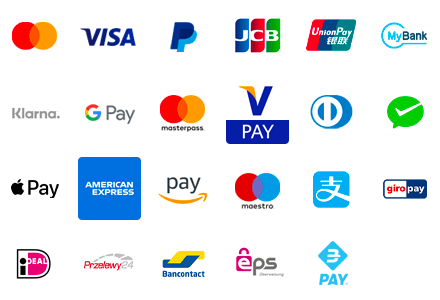 VISA
JCB
UnionPay
银联
MyBank
Klarna.
G Pay
masterpass
V
PAY
Pay
AMERICAN
EXPRESS
pay
maestro
支
giropay
iDEAL
Przelewy24
Bancontact
eps
Überweisung
PAY